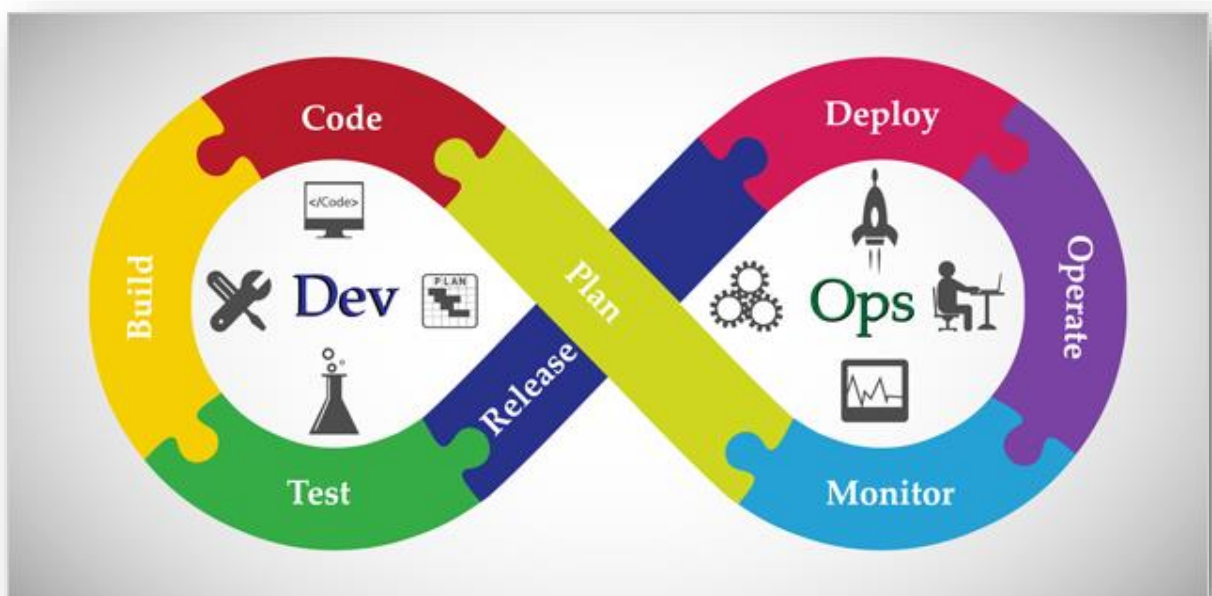 Code
Deploy
</Code>
PLAN
Build
Dev
Plan
Ops
Operate
Release
Test
Monitor